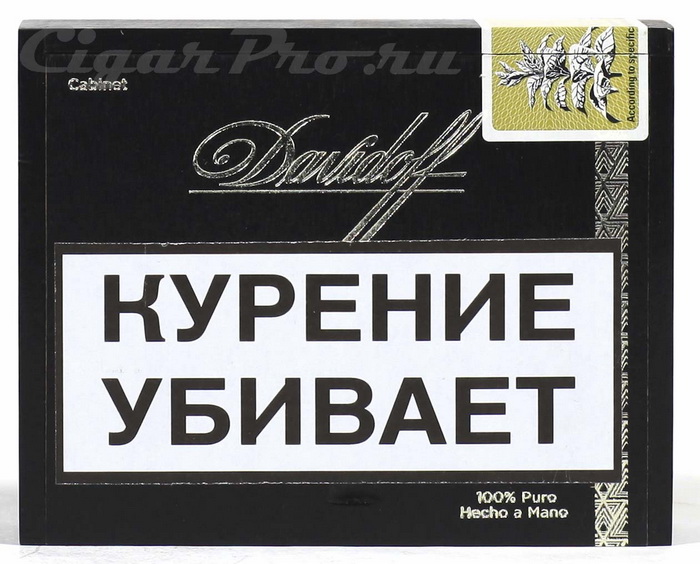 CigarPro.ru
Cabinet
According to specific
Davidoff
КУРЕНИЕ
УБИВАЕТ
100% Puro
Hecho a Mano